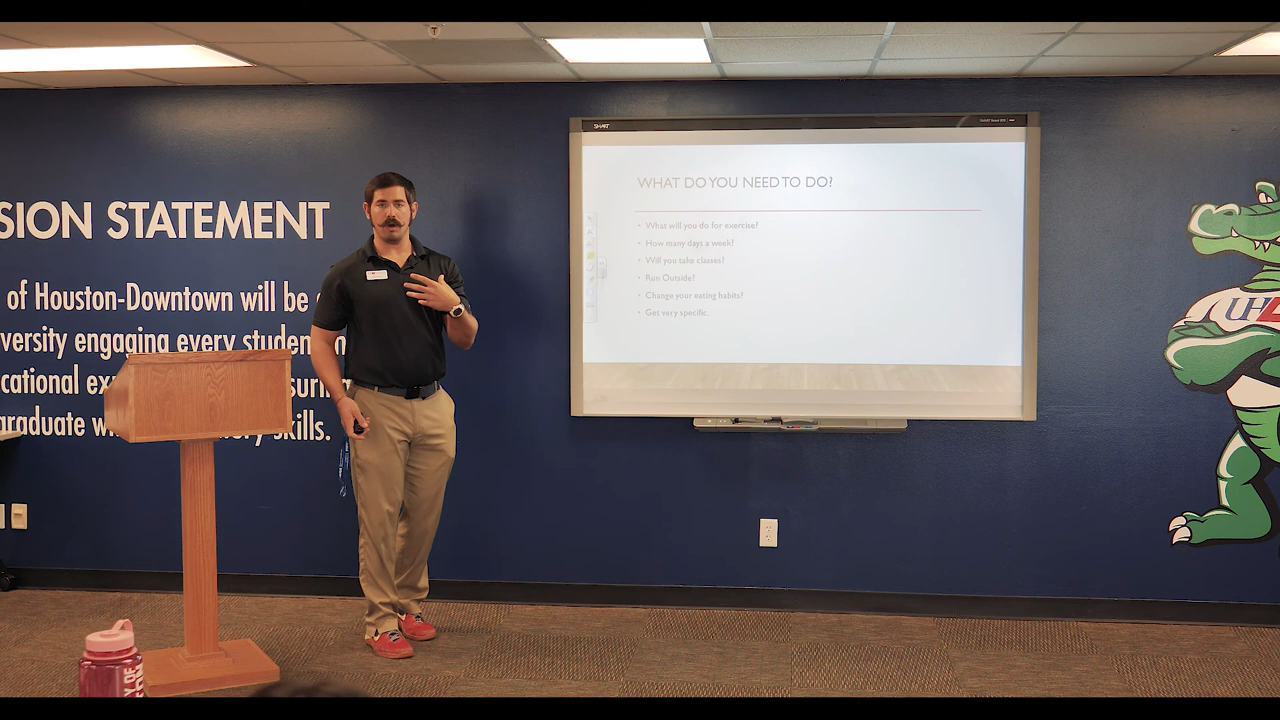 SION STATEMENT
of Houston-Downtown will be
versity engaging every student
cational
graduate
skills.
SMART
WHAT DO YOU NEED TO DO?
• What will you do for exercise?
• How many days a week?
• Will you take classes?
• Run Outside?
• Change your eating habits?
• Get very specific.